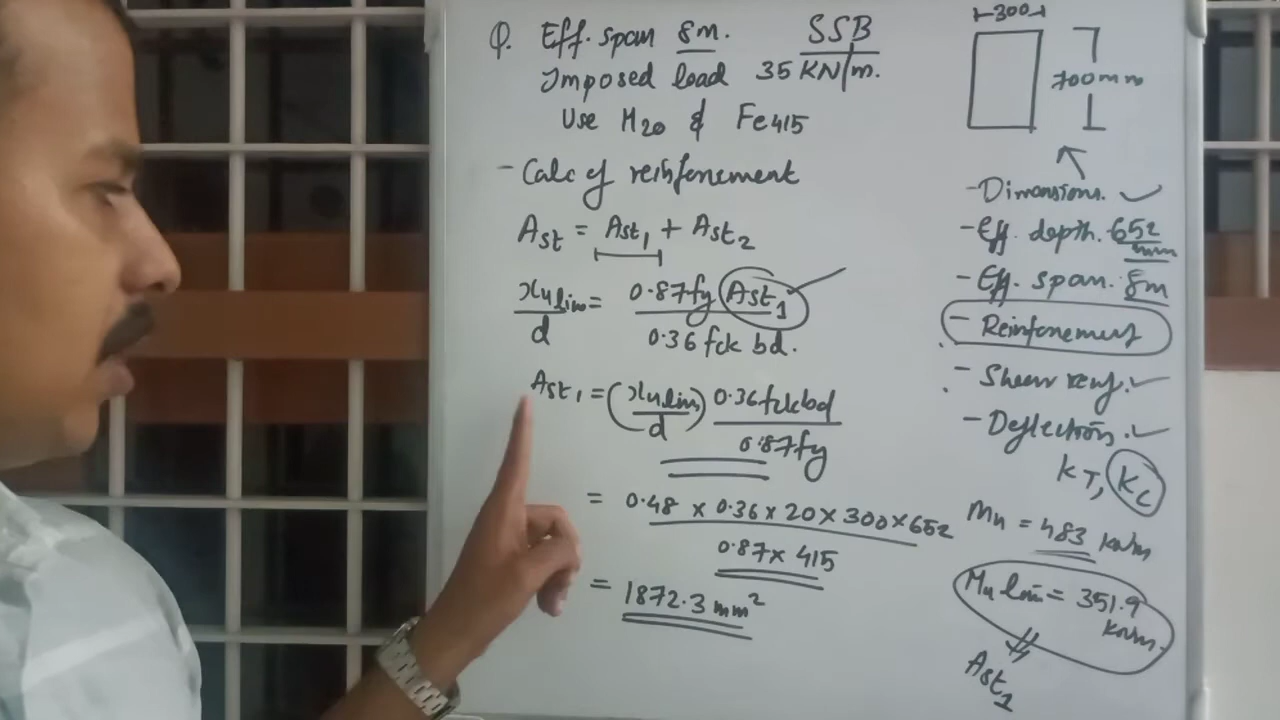 Q. Eff. span 8m. SSB
Imposed load 35 KN/m.
Use M20 & Fe415
- Calc of reinforcement
Ast = Ast1 + Ast2
xulim/d = 0.87fy Ast1 / 0.36 fck bd.
Ast1 = (xulim/d) 0.36fckbd / 0.87fy
= 0.48 x 0.36 x 20 x 300 x 652 / 0.87 x 415
= 1872.3 mm²
300
700mm
- Dimensions. ✓
- Eff. depth. 652 mm
- Eff. span. 8m
- Reinforcement
- Shear reinf. ✓
- Deflection. ✓
KT, Kc
Mu = 483 KNm
Mu lim = 351.9 KNm.
Ast1